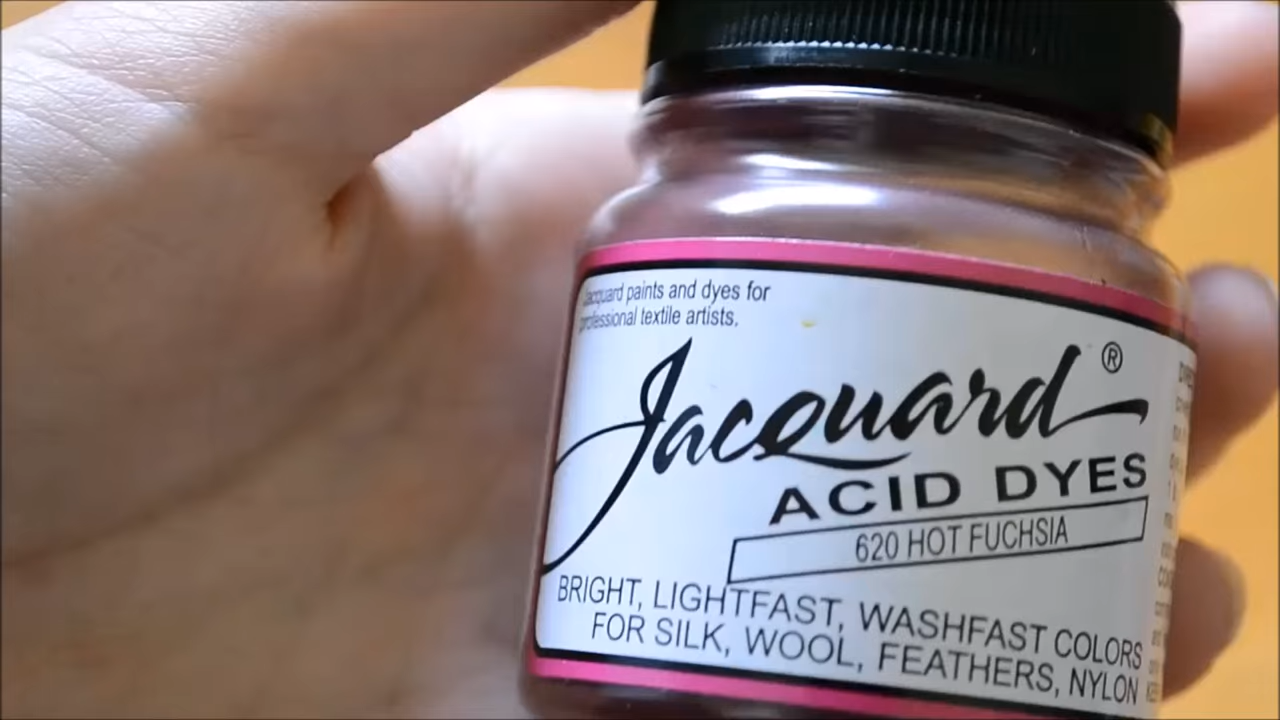 Jacquard paints and dyes for
professional textile artists.
Jacquard ®
ACID DYES
620 HOT FUCHSIA
BRIGHT, LIGHTFAST, WASHFAST COLORS
FOR SILK, WOOL, FEATHERS, NYLON